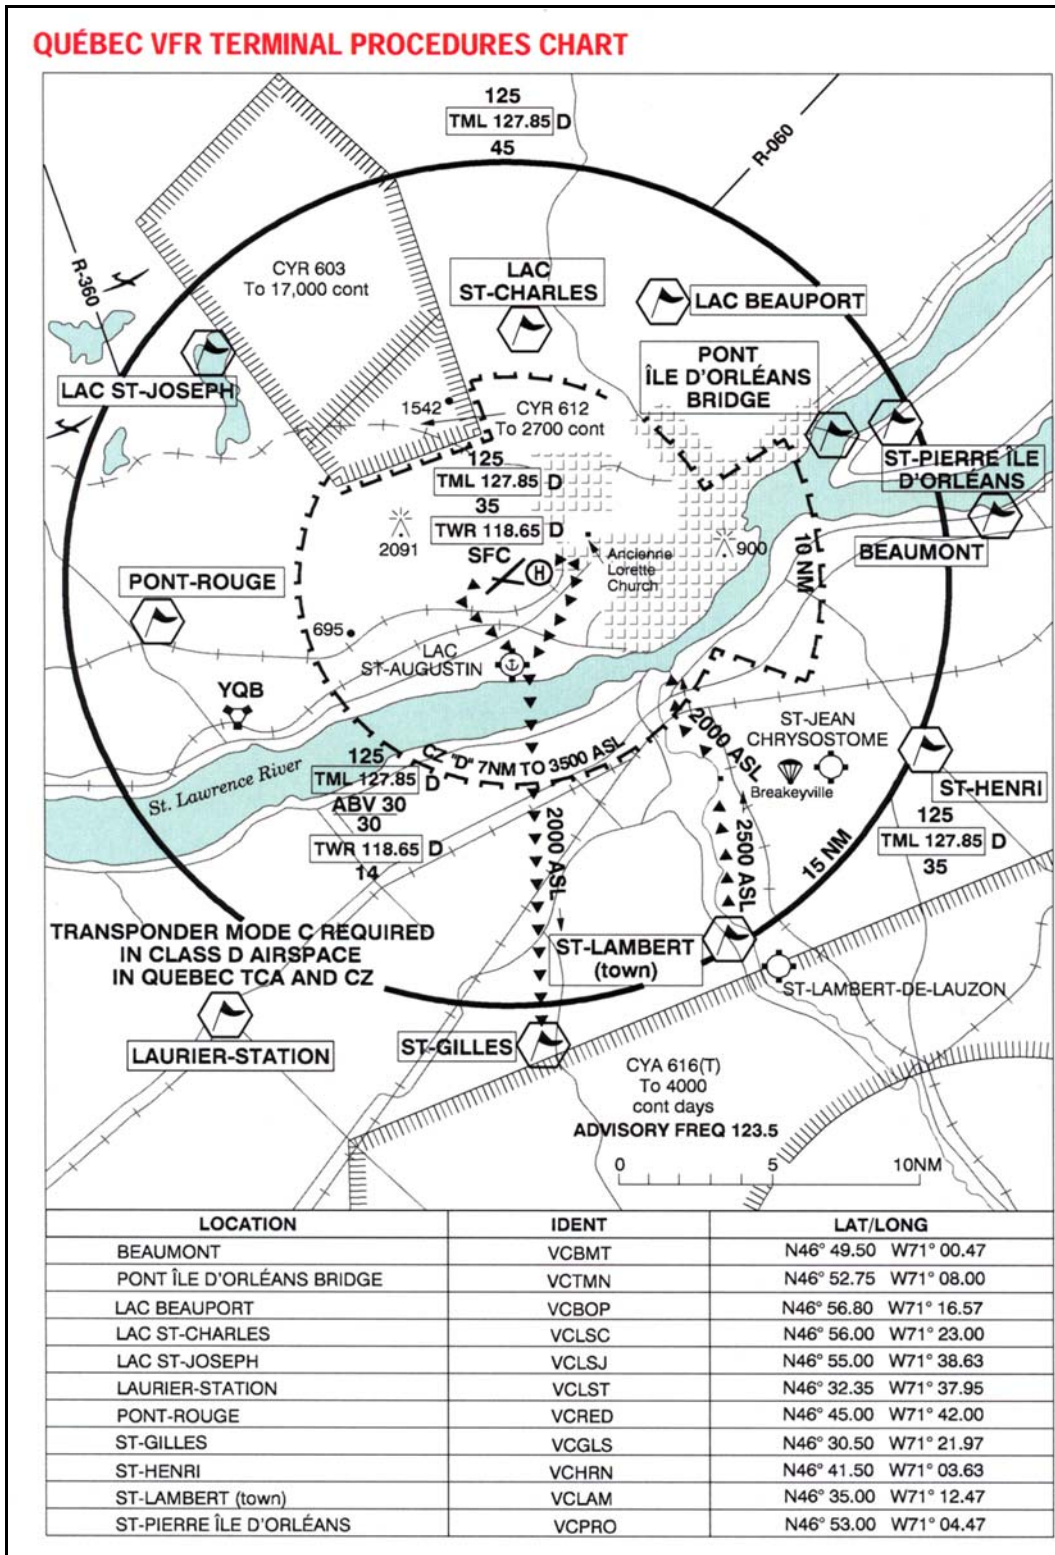 QUÉBEC VFR TERMINAL PROCEDURES CHART
125
TML 127.85 D
45
R-060
R-360
CYR 603
To 17,000 cont
LAC
ST-CHARLES
LAC BEAUPORT
PONT
ÎLE D'ORLÉANS
BRIDGE
LAC ST-JOSEPH
1542
CYR 612
To 2700 cont
ST-PIERRE ÎLE
D'ORLÉANS
125
TML 127.85 D
35
TWR 118.65 D
SFC
H
2091
Ancienne
Lorette
Church
900
10 NM
BEAUMONT
PONT-ROUGE
695
LAC
ST-AUGUSTIN
YQB
St. Lawrence River
CZ "D" 7NM TO 3500 ASL
2000 ASL
ST-JEAN
CHRYSOSTOME
Breakeyville
ST-HENRI
125
TML 127.85 D
ABV 30
30
TWR 118.65 D
14
2000 ASL
2500 ASL
15 NM
125
TML 127.85 D
35
TRANSPONDER MODE C REQUIRED
IN CLASS D AIRSPACE
IN QUEBEC TCA AND CZ
ST-LAMBERT
(town)
ST-LAMBERT-DE-LAUZON
LAURIER-STATION
ST-GILLES
CYA 616(T)
To 4000
cont days
ADVISORY FREQ 123.5
0 5 10NM
LOCATION IDENT LAT/LONG
BEAUMONT VCBMT N46° 49.50 W71° 00.47
PONT ÎLE D'ORLÉANS BRIDGE VCTMN N46° 52.75 W71° 08.00
LAC BEAUPORT VCBOP N46° 56.80 W71° 16.57
LAC ST-CHARLES VCLSC N46° 56.00 W71° 23.00
LAC ST-JOSEPH VCLSJ N46° 55.00 W71° 38.63
LAURIER-STATION VCLST N46° 32.35 W71° 37.95
PONT-ROUGE VCRED N46° 45.00 W71° 42.00
ST-GILLES VCGLS N46° 30.50 W71° 21.97
ST-HENRI VCHRN N46° 41.50 W71° 03.63
ST-LAMBERT (town) VCLAM N46° 35.00 W71° 12.47
ST-PIERRE ÎLE D'ORLÉANS VCPRO N46° 53.00 W71° 04.47